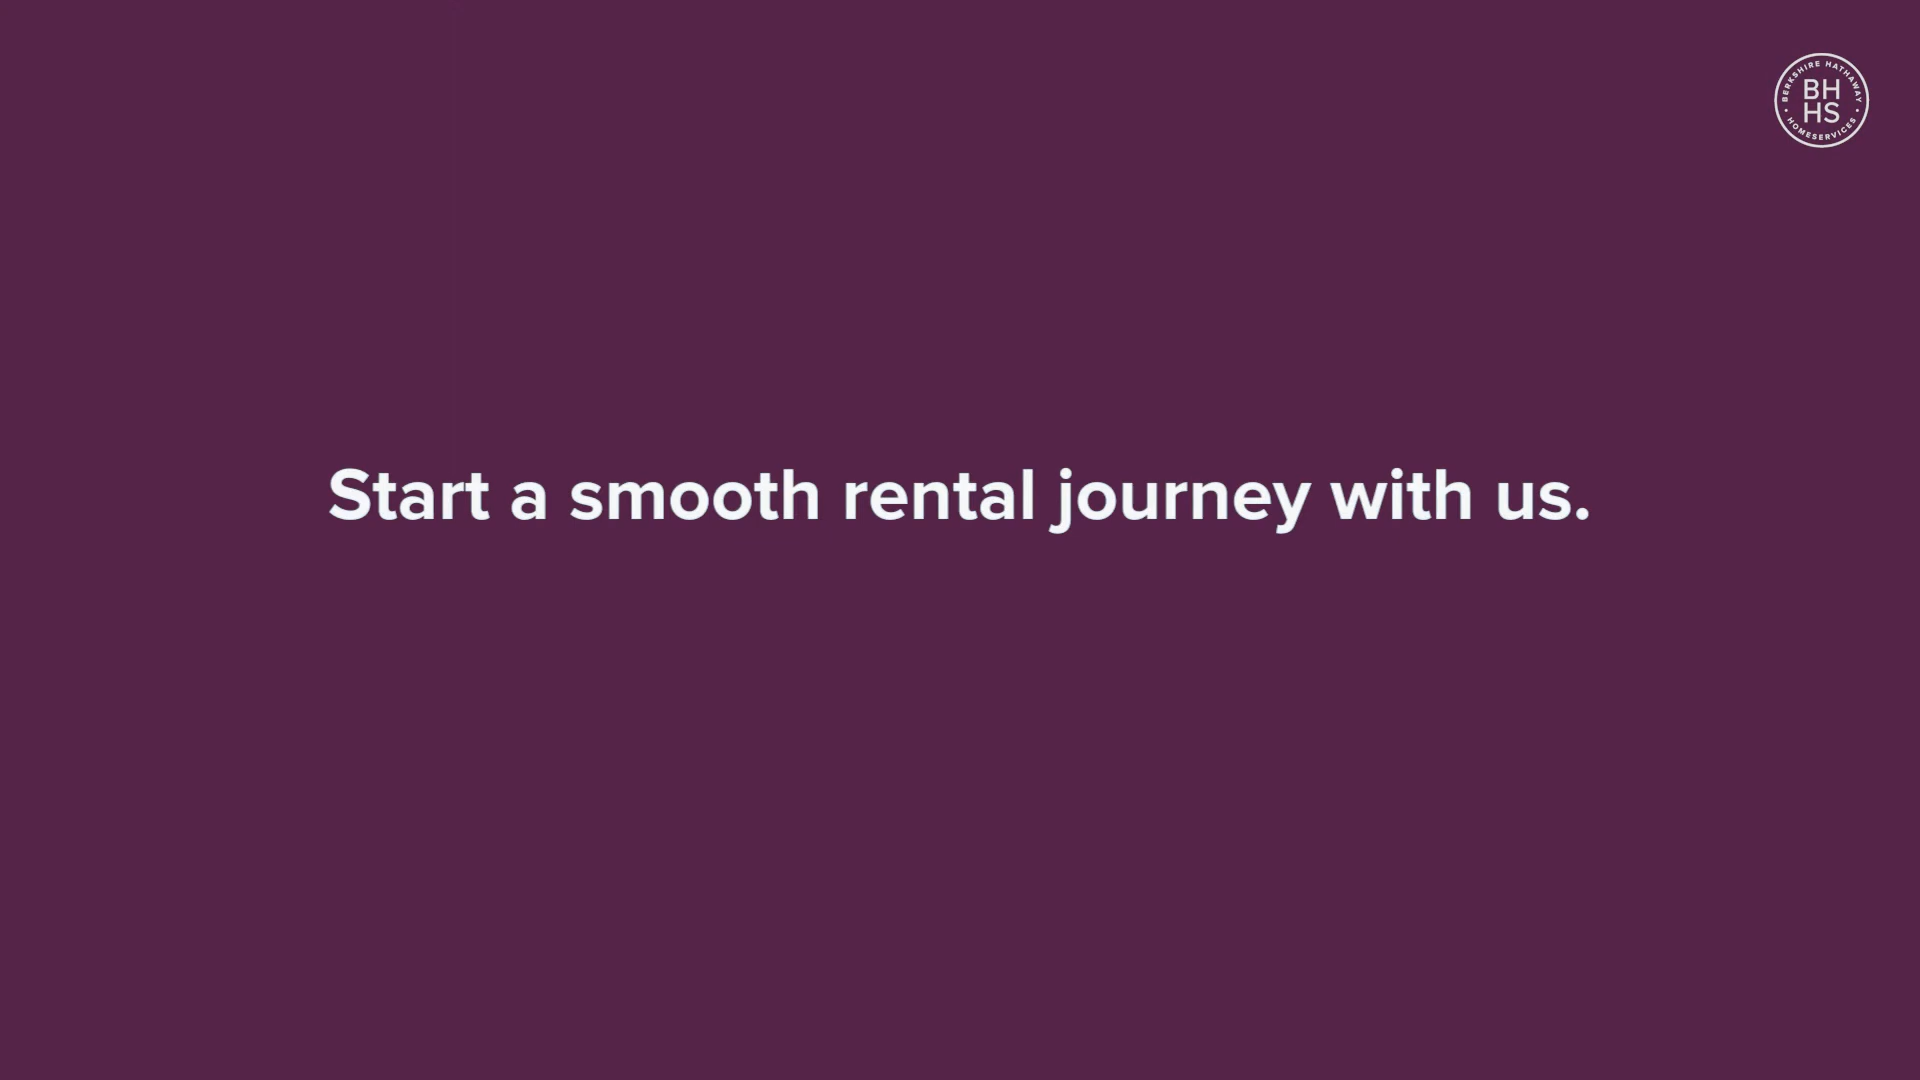 BERKSHIRE HATHAWAY
BH
HS
HOMESERVICES
Start a smooth rental journey with us.